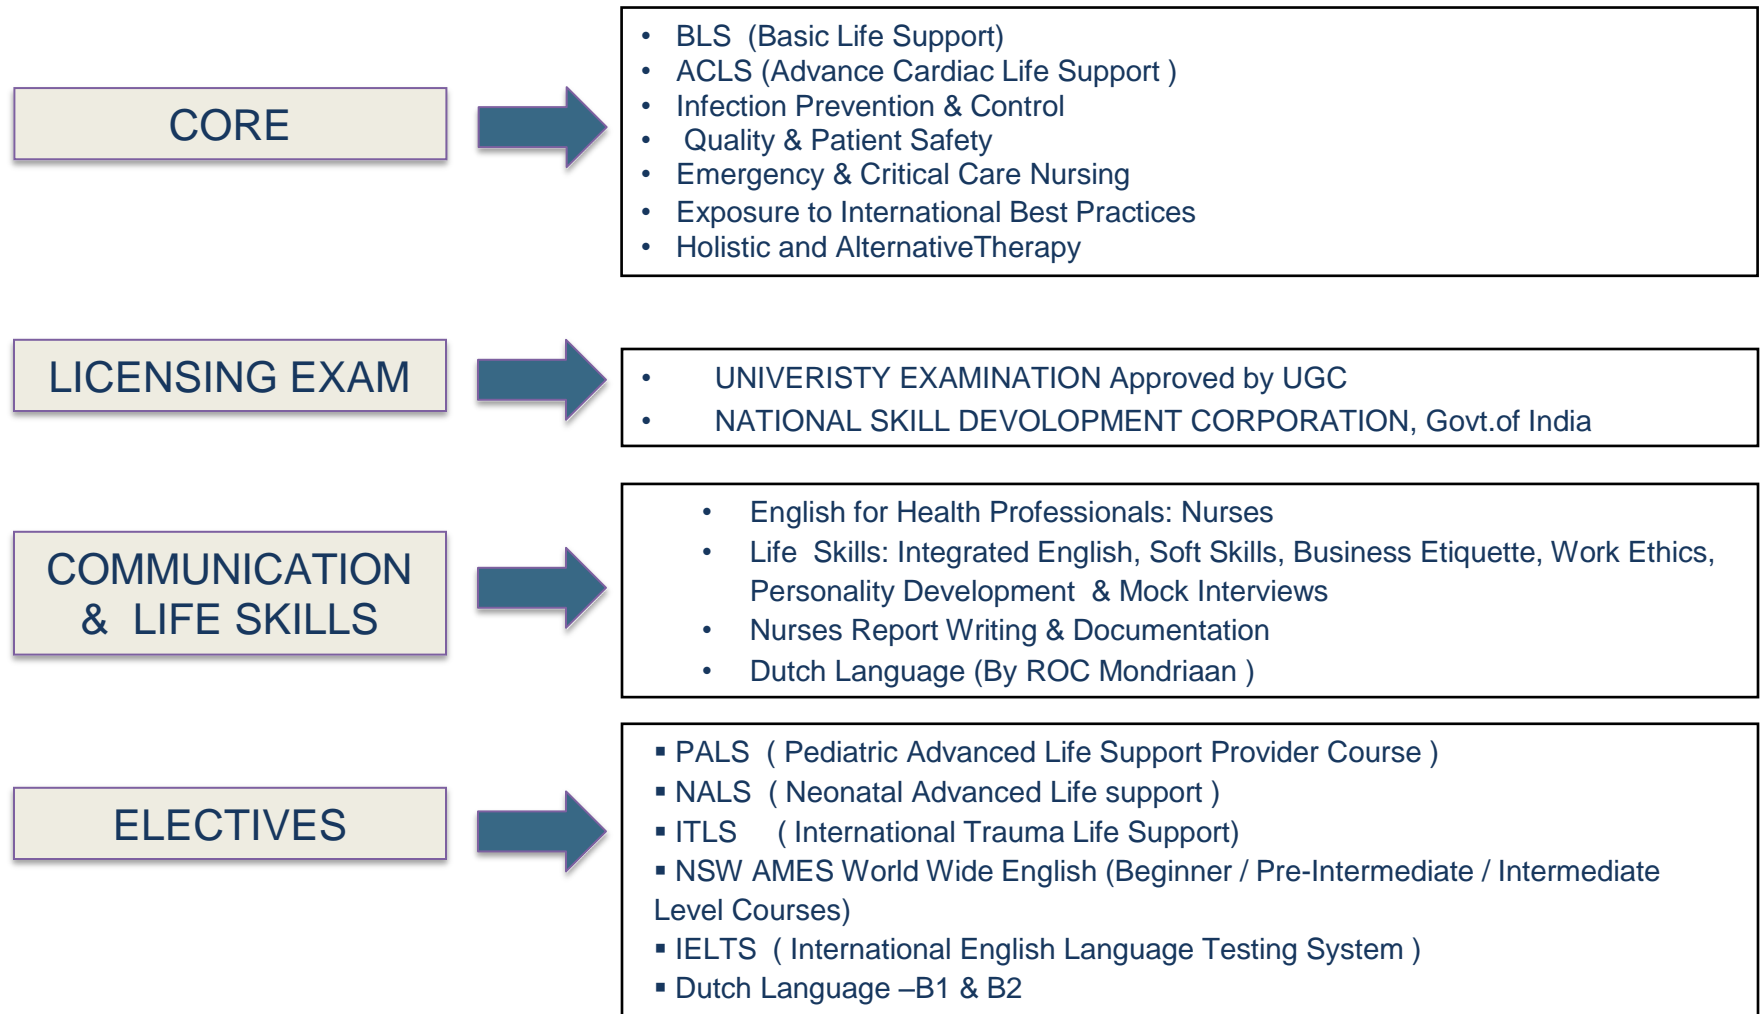 CORE
• BLS (Basic Life Support)
• ACLS (Advance Cardiac Life Support )
• Infection Prevention & Control
• Quality & Patient Safety
• Emergency & Critical Care Nursing
• Exposure to International Best Practices
• Holistic and AlternativeTherapy
LICENSING EXAM
• UNIVERISTY EXAMINATION Approved by UGC
• NATIONAL SKILL DEVOLOPMENT CORPORATION, Govt.of India
COMMUNICATION
& LIFE SKILLS
• English for Health Professionals: Nurses
• Life Skills: Integrated English, Soft Skills, Business Etiquette, Work Ethics,
Personality Development & Mock Interviews
• Nurses Report Writing & Documentation
• Dutch Language (By ROC Mondriaan )
ELECTIVES
▪ PALS ( Pediatric Advanced Life Support Provider Course )
▪ NALS ( Neonatal Advanced Life support )
▪ ITLS ( International Trauma Life Support)
▪ NSW AMES World Wide English (Beginner / Pre-Intermediate / Intermediate
Level Courses)
▪ IELTS ( International English Language Testing System )
▪ Dutch Language –B1 & B2